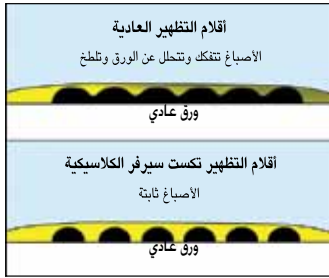 أقلام التظهير العادية
الأصباغ تتفكك وتتحلل عن الورق وتلطخ
ورق عادي
أقلام التظهير تكست سيرفر الكلاسيكية
الأصباغ ثابتة
ورق عادي